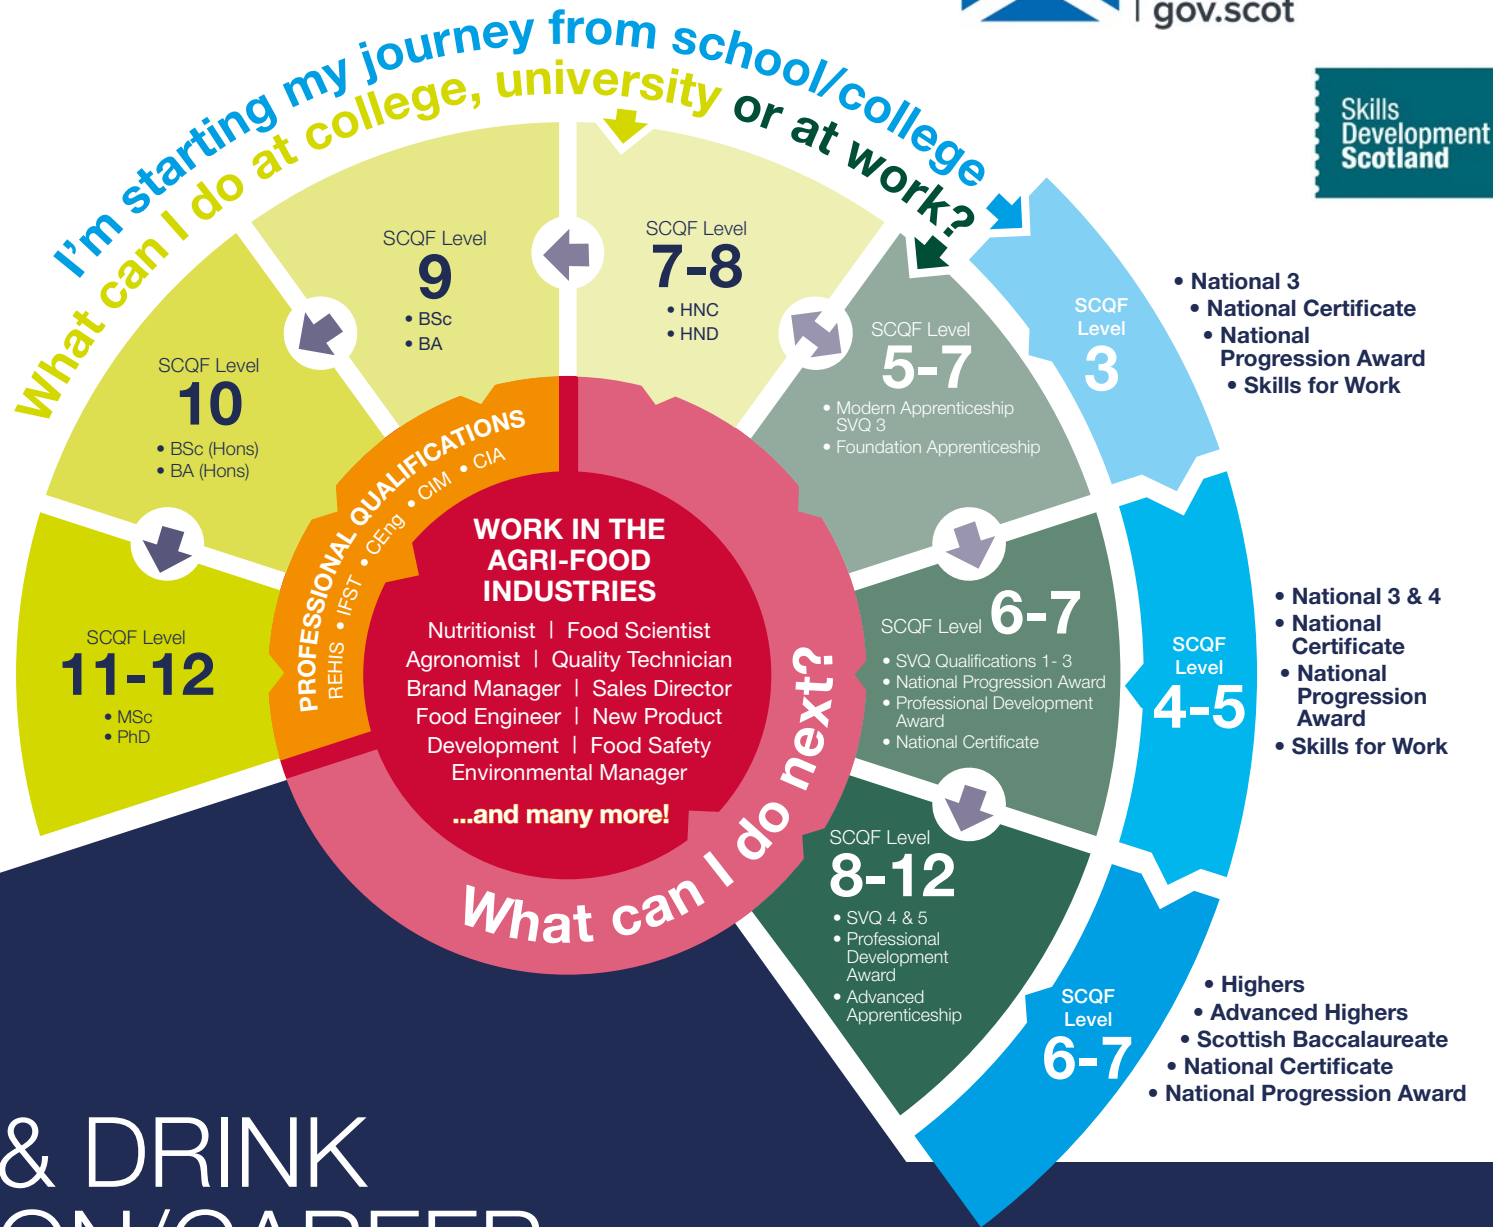 gov.scot
Skills
Development
Scotland
I'm starting my journey from school/college
What can I do at college, university or at work?
SCQF Level
3
• National 3
• National Certificate
• National
Progression Award
• Skills for Work
SCQF
Level
4-5
• National 3 & 4
• National
Certificate
• National
Progression
Award
• Skills for Work
SCQF
Level
6-7
• Highers
• Advanced Highers
• Scottish Baccalaureate
• National Certificate
• National Progression Award
SCQF Level
7-8
• HNC
• HND
SCQF Level
9
• BSc
• BA
SCQF Level
10
• BSc (Hons)
• BA (Hons)
SCQF Level
11-12
• MSc
• PhD
SCQF Level
5-7
• Modern Apprenticeship
SVQ 3
• Foundation Apprenticeship
SCQF Level 6-7
• SVQ Qualifications 1- 3
• National Progression Award
• Professional Development
Award
• National Certificate
SCQF Level
8-12
• SVQ 4 & 5
• Professional
Development
Award
• Advanced
Apprenticeship
PROFESSIONAL QUALIFICATIONS
REHIS • IFST • CEng • CIM • CIA
WORK IN THE
AGRI-FOOD
INDUSTRIES
Nutritionist | Food Scientist
Agronomist | Quality Technician
Brand Manager | Sales Director
Food Engineer | New Product
Development | Food Safety
Environmental Manager
...and many more!
What can I do next?
& DRINK
ON/CAREER